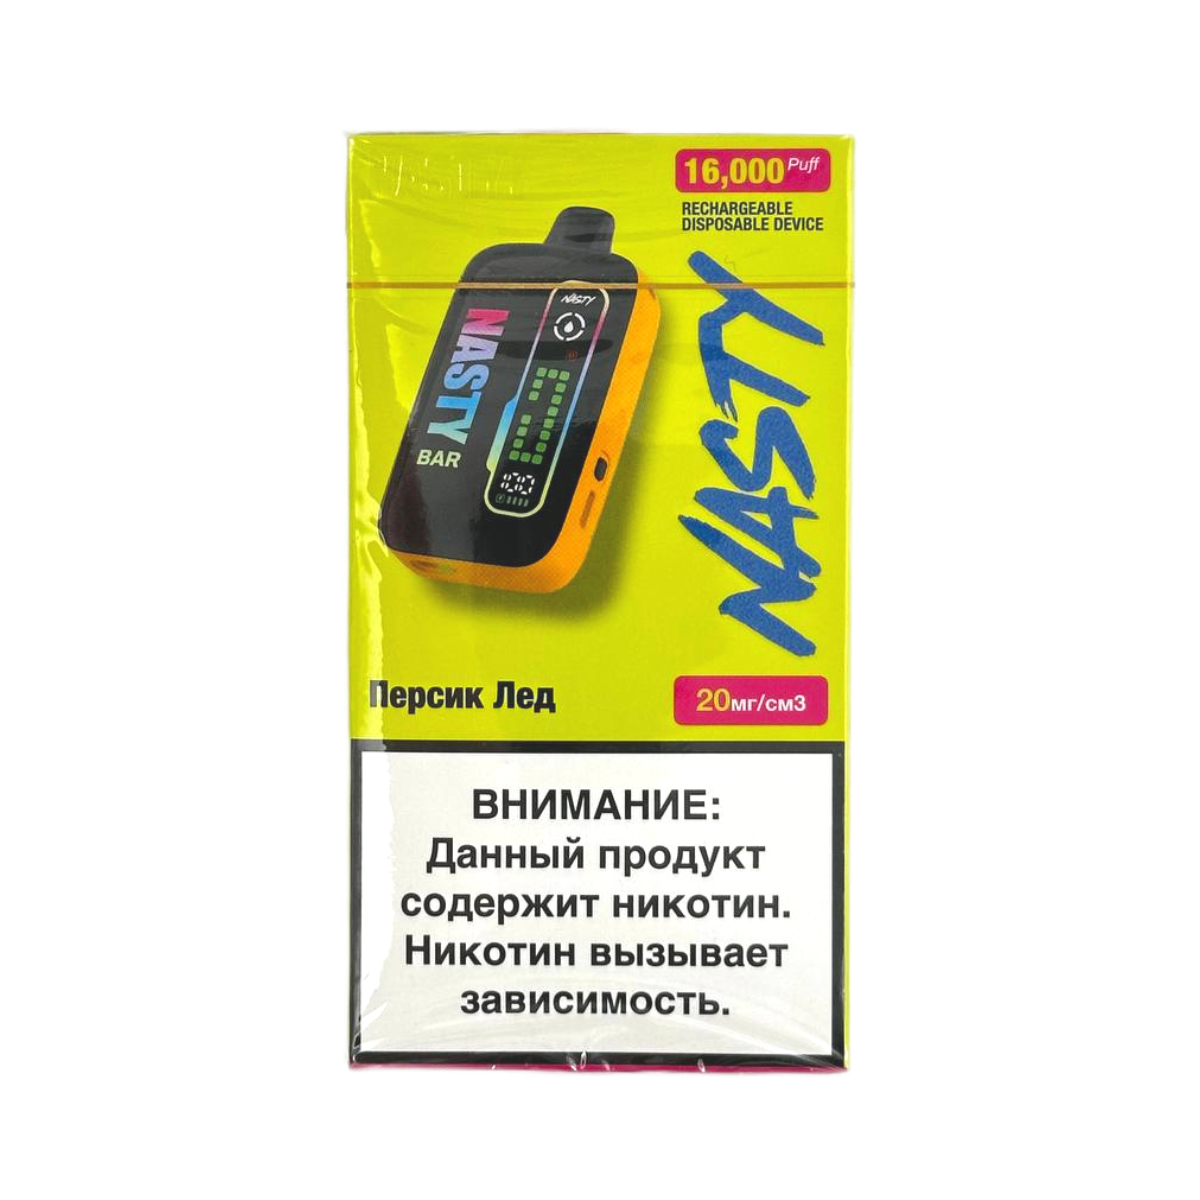 16,000 Puff
RECHARGEABLE
DISPOSABLE DEVICE
NASTY
NASTY
NASTY
BAR
Персик Лед
20мг/см3
ВНИМАНИЕ:
Данный продукт
содержит никотин.
Никотин вызывает
зависимость.